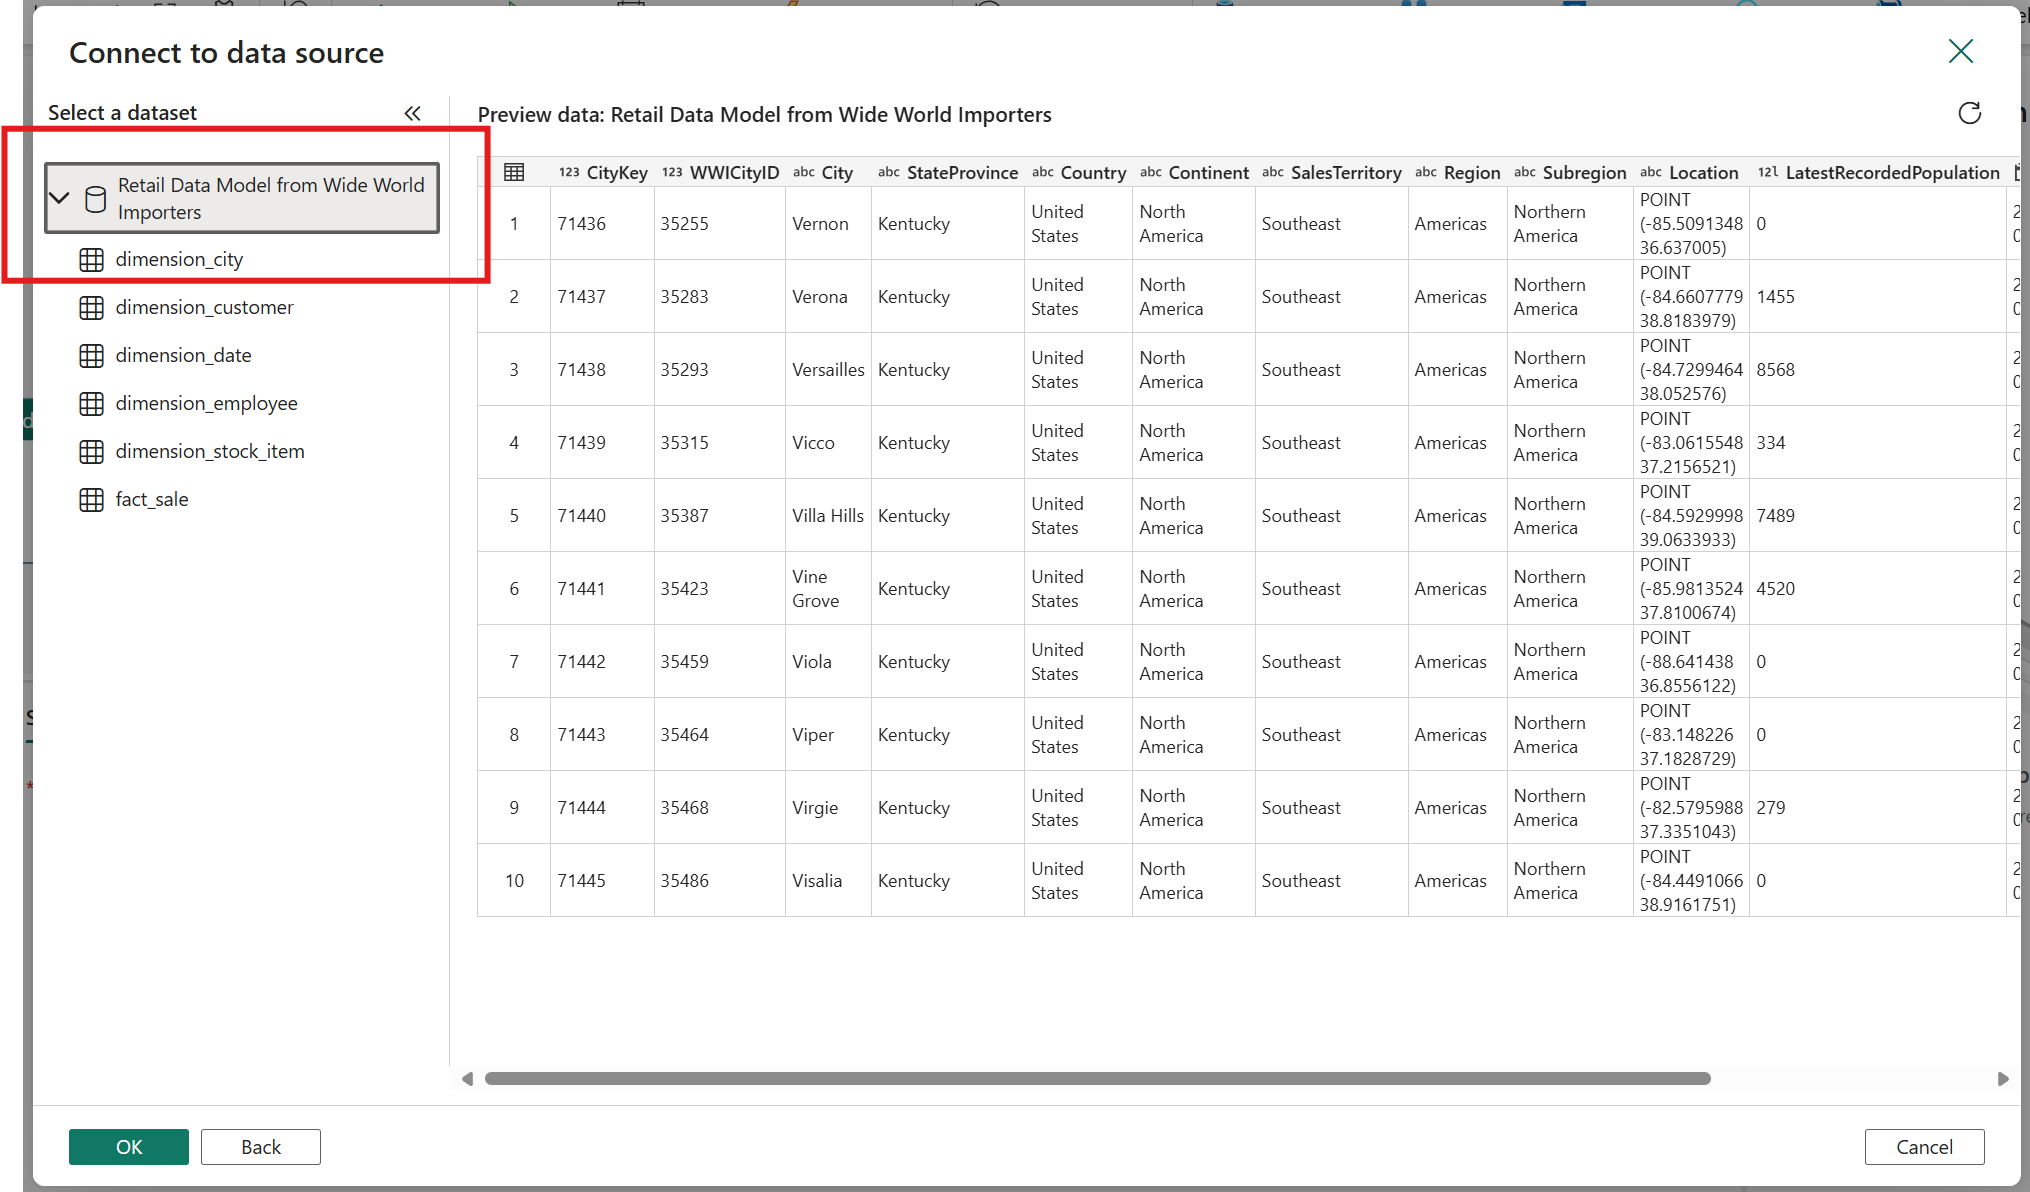 Connect to data source
Select a dataset
Retail Data Model from Wide World
Importers
dimension_city
dimension_customer
dimension_date
dimension_employee
dimension_stock_item
fact_sale
Preview data: Retail Data Model from Wide World Importers
123 CityKey 123 WWICityID abc City abc StateProvince abc Country abc Continent abc SalesTerritory abc Region abc Subregion abc Location 12L LatestRecordedPopulation
1 71436 35255 Vernon Kentucky United States North America Southeast Americas Northern America POINT (-85.5091348 36.637005) 0
2 71437 35283 Verona Kentucky United States North America Southeast Americas Northern America POINT (-84.6607779 38.8183979) 1455
3 71438 35293 Versailles Kentucky United States North America Southeast Americas Northern America POINT (-84.7299464 38.052576) 8568
4 71439 35315 Vicco Kentucky United States North America Southeast Americas Northern America POINT (-83.0615548 37.2156521) 334
5 71440 35387 Villa Hills Kentucky United States North America Southeast Americas Northern America POINT (-84.5929998 39.0633933) 7489
6 71441 35423 Vine Grove Kentucky United States North America Southeast Americas Northern America POINT (-85.9813524 37.8100674) 4520
7 71442 35459 Viola Kentucky United States North America Southeast Americas Northern America POINT (-88.641438 36.8556122) 0
8 71443 35464 Viper Kentucky United States North America Southeast Americas Northern America POINT (-83.148226 37.1828729) 0
9 71444 35468 Virgie Kentucky United States North America Southeast Americas Northern America POINT (-82.5795988 37.3351043) 279
10 71445 35486 Visalia Kentucky United States North America Southeast Americas Northern America POINT (-84.4491066 38.9161751) 0
OK
Back
Cancel